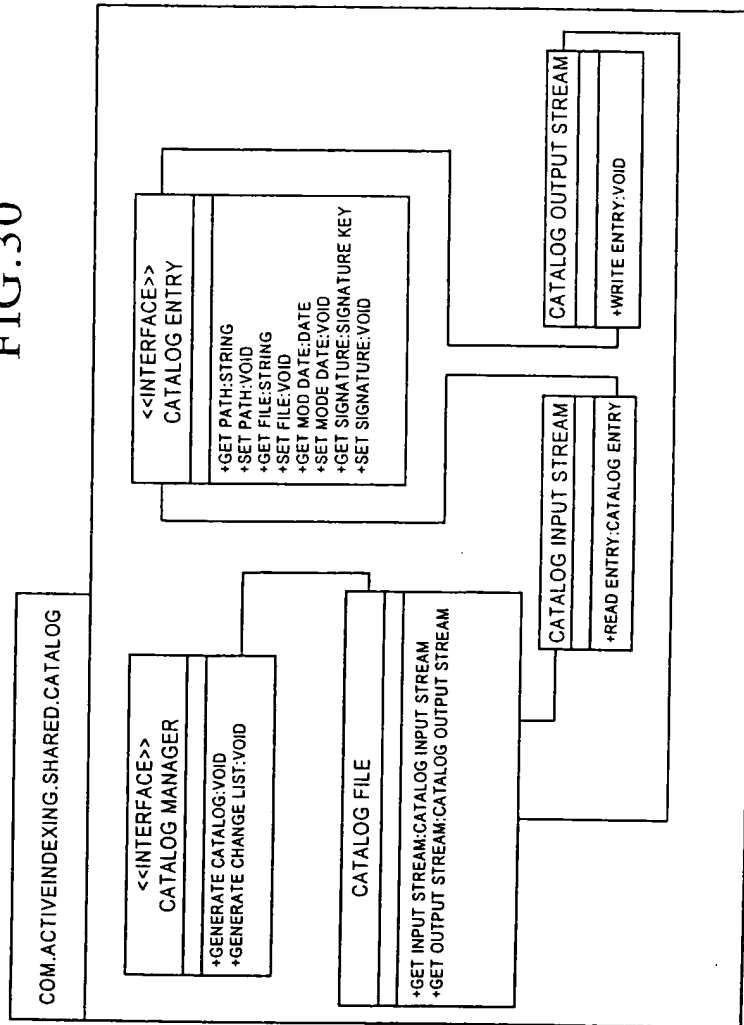 FIG.30
COM.ACTIVEINDEXING.SHARED.CATALOG
<<INTERFACE>>
CATALOG MANAGER
+GENERATE CATALOG:VOID
+GENERATE CHANGE LIST:VOID
<<INTERFACE>>
CATALOG ENTRY
+GET PATH:STRING
+SET PATH:VOID
+GET FILE:STRING
+SET FILE:VOID
+GET MOD DATE:DATE
+SET MODE DATE:VOID
+GET SIGNATURE:SIGNATURE KEY
+SET SIGNATURE:VOID
CATALOG FILE
+GET INPUT STREAM:CATALOG INPUT STREAM
+GET OUTPUT STREAM:CATALOG OUTPUT STREAM
CATALOG INPUT STREAM
+READ ENTRY:CATALOG ENTRY
CATALOG OUTPUT STREAM
+WRITE ENTRY:VOID